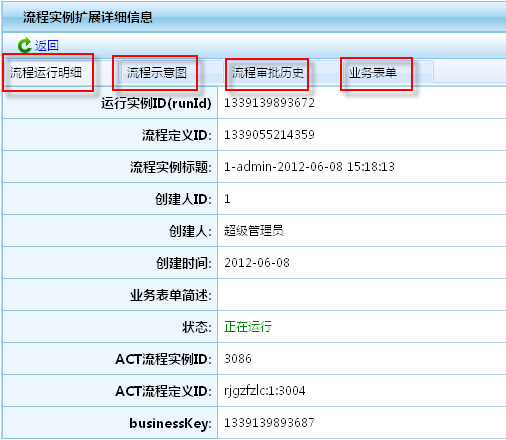 流程实例扩展详细信息
返回
流程运行明细 流程示意图 流程审批历史 业务表单
运行实例ID(runId) 1339139893672
流程定义ID: 1339055214359
流程实例标题: 1-admin-2012-06-08 15:18:13
创建人ID: 1
创建人: 超级管理员
创建时间: 2012-06-08
业务表单简述:
状态: 正在运行
ACT流程实例ID: 3086
ACT流程定义ID: rjgzfzlc:1:3004
businessKey: 1339139893687